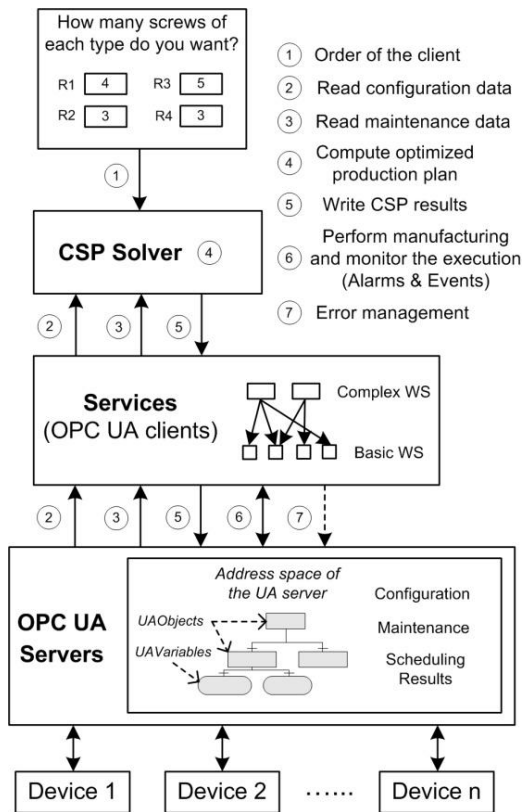 How many screws of
each type do you want?
R1 4 R3 5
R2 3 R4 3
1 Order of the client
2 Read configuration data
3 Read maintenance data
4 Compute optimized
production plan
5 Write CSP results
6 Perform manufacturing
and monitor the execution
(Alarms & Events)
7 Error management
1
CSP Solver 4
2 3 5
Services
(OPC UA clients)
Complex WS
Basic WS
2 3 5 6 7
OPC UA
Servers
Address space of
the UA server
UAObjects
UAVariables
Configuration
Maintenance
Scheduling
Results
Device 1 Device 2 ...... Device n